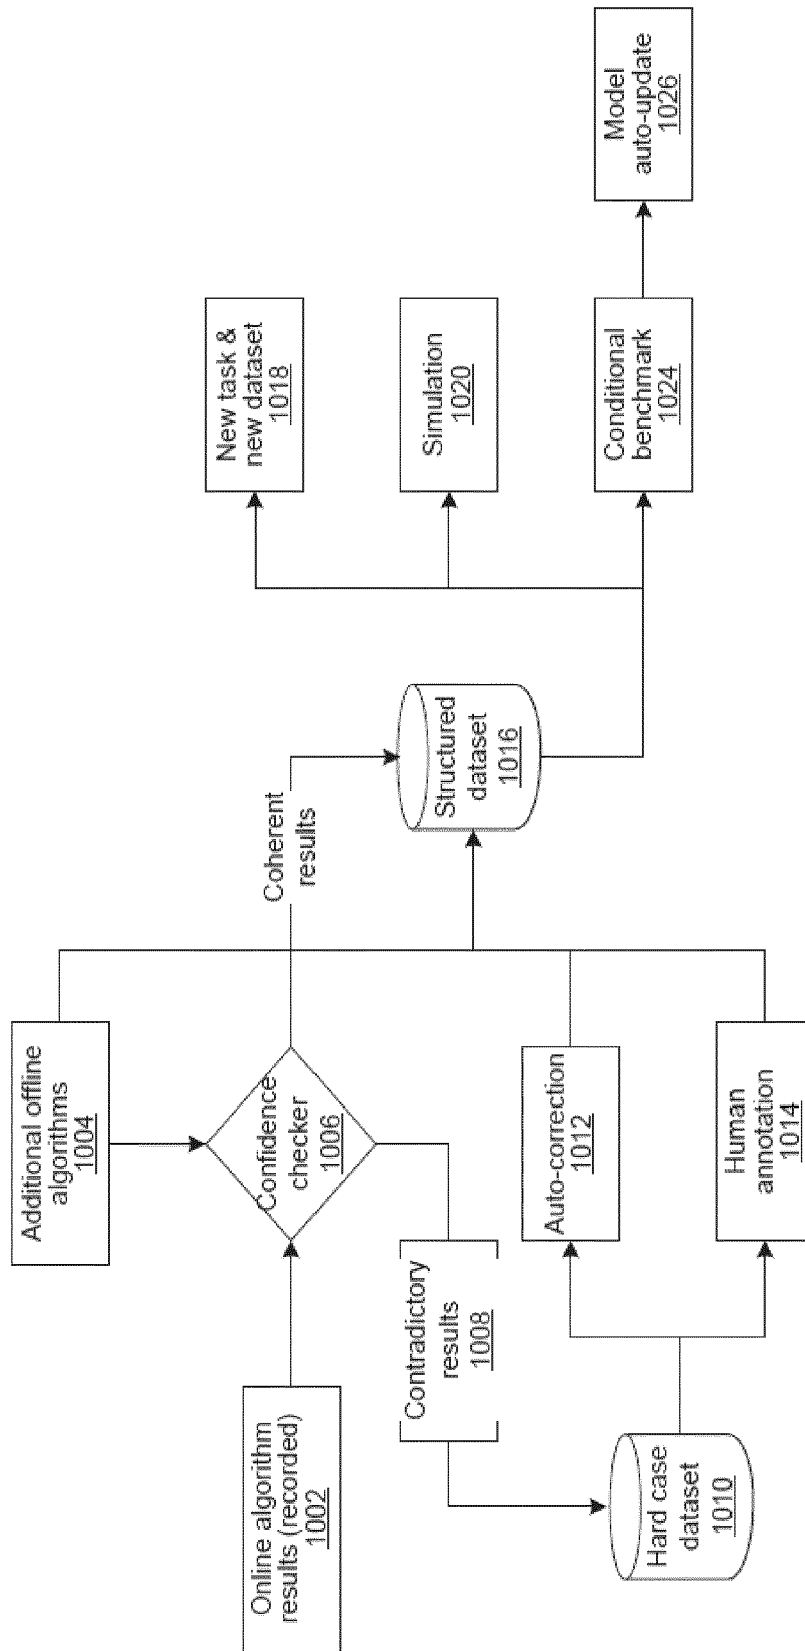 Online algorithm
results (recorded)
1002
Additional offline
algorithms
1004
Confidence
checker
1006
Contradictory
results
1008
Hard case
dataset
1010
Auto-correction
1012
Human
annotation
1014
Coherent
results
Structured
dataset
1016
New task &
new dataset
1018
Simulation
1020
Conditional
benchmark
1024
Model
auto-update
1026